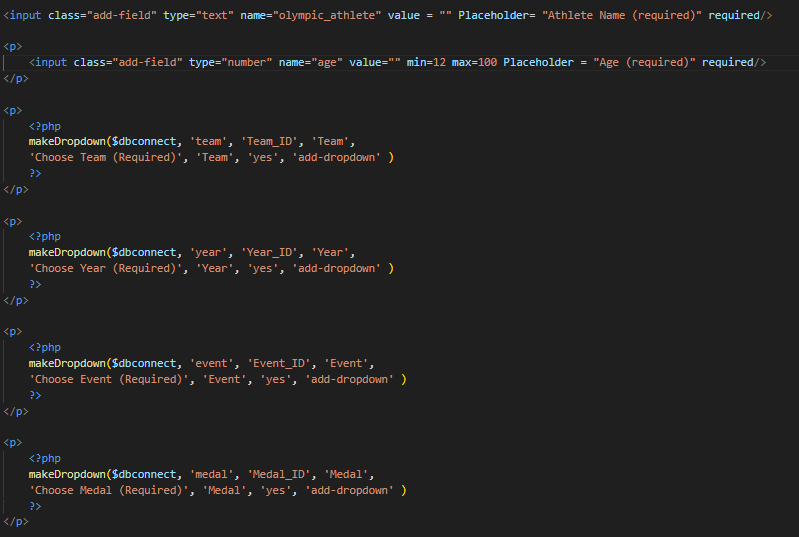 <input class="add-field" type="text" name="olympic_athlete" value = "" Placeholder= "Athlete Name (required)" required/>
<p>
<input class="add-field" type="number" name="age" value="" min=12 max=100 Placeholder = "Age (required)" required/>
</p>
<p>
<?php
makeDropdown($dbconnect, 'team', 'Team_ID', 'Team',
'Choose Team (Required)', 'Team', 'yes', 'add-dropdown' )
?>
</p>
<p>
<?php
makeDropdown($dbconnect, 'year', 'Year_ID', 'Year',
'Choose Year (Required)', 'Year', 'yes', 'add-dropdown' )
?>
</p>
<p>
<?php
makeDropdown($dbconnect, 'event', 'Event_ID', 'Event',
'Choose Event (Required)', 'Event', 'yes', 'add-dropdown' )
?>
</p>
<p>
<?php
makeDropdown($dbconnect, 'medal', 'Medal_ID', 'Medal',
'Choose Medal (Required)', 'Medal', 'yes', 'add-dropdown' )
?>
</p>